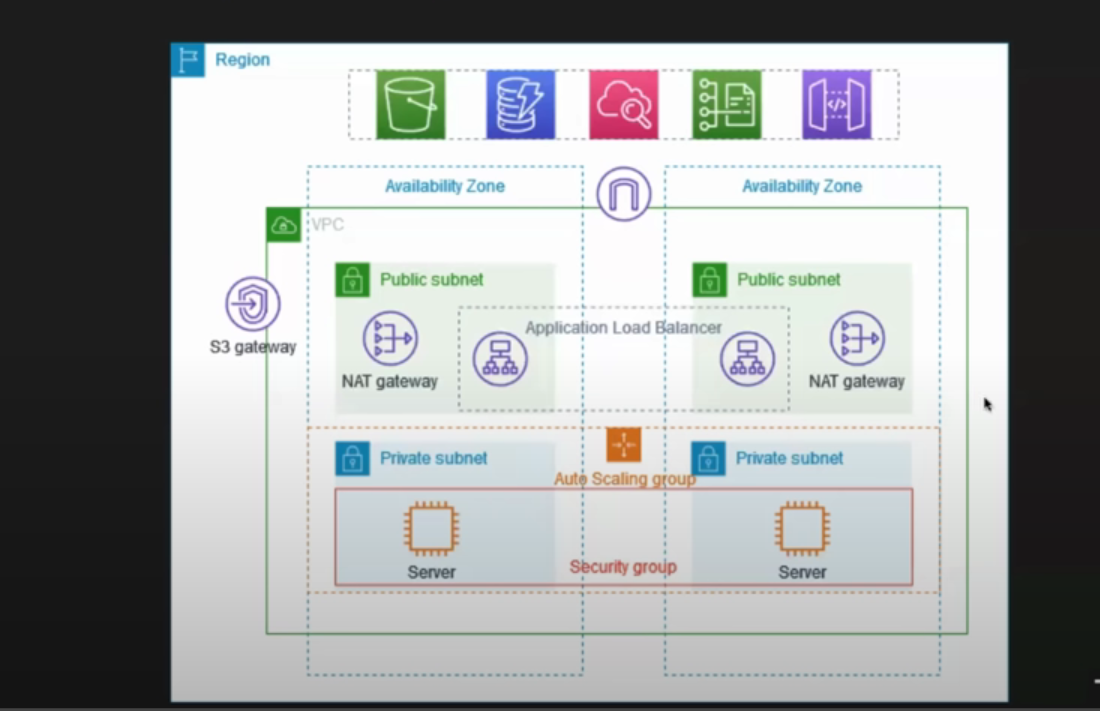 Region
Availability Zone
Availability Zone
VPC
Public subnet
Public subnet
Application Load Balancer
S3 gateway
NAT gateway
NAT gateway
Private subnet
Private subnet
Auto Scaling group
Security group
Server
Server